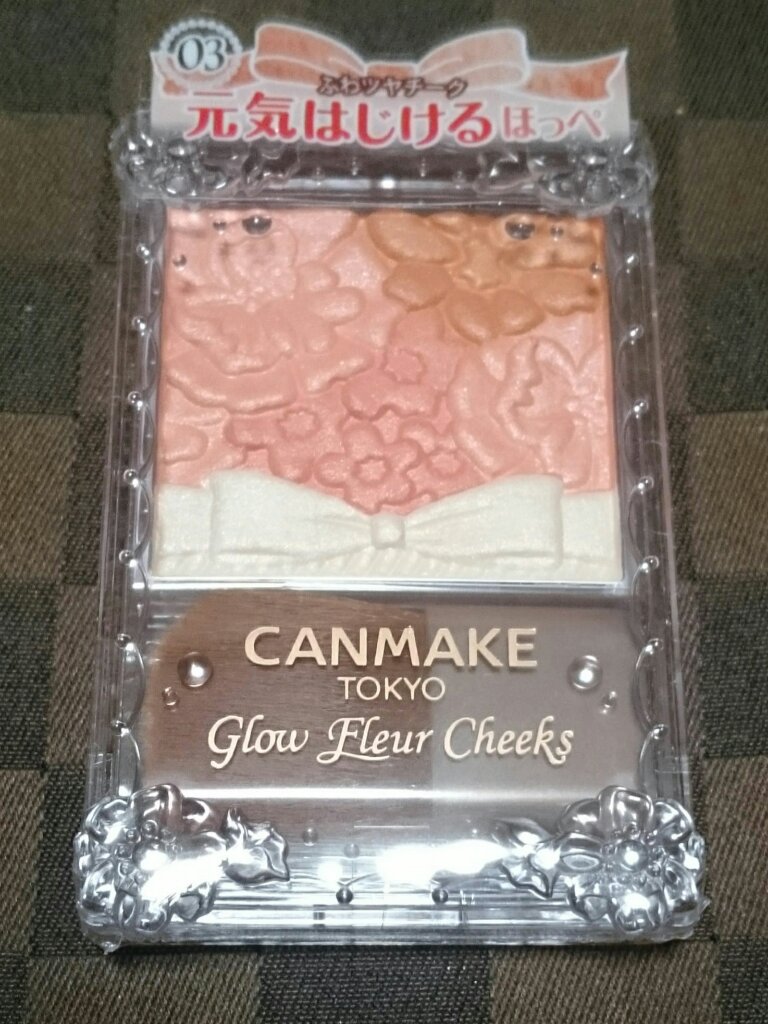 03
ふわツヤチーク
元気はじけるほっぺ
CANMAKE
TOKYO
Glow Fleur Cheeks